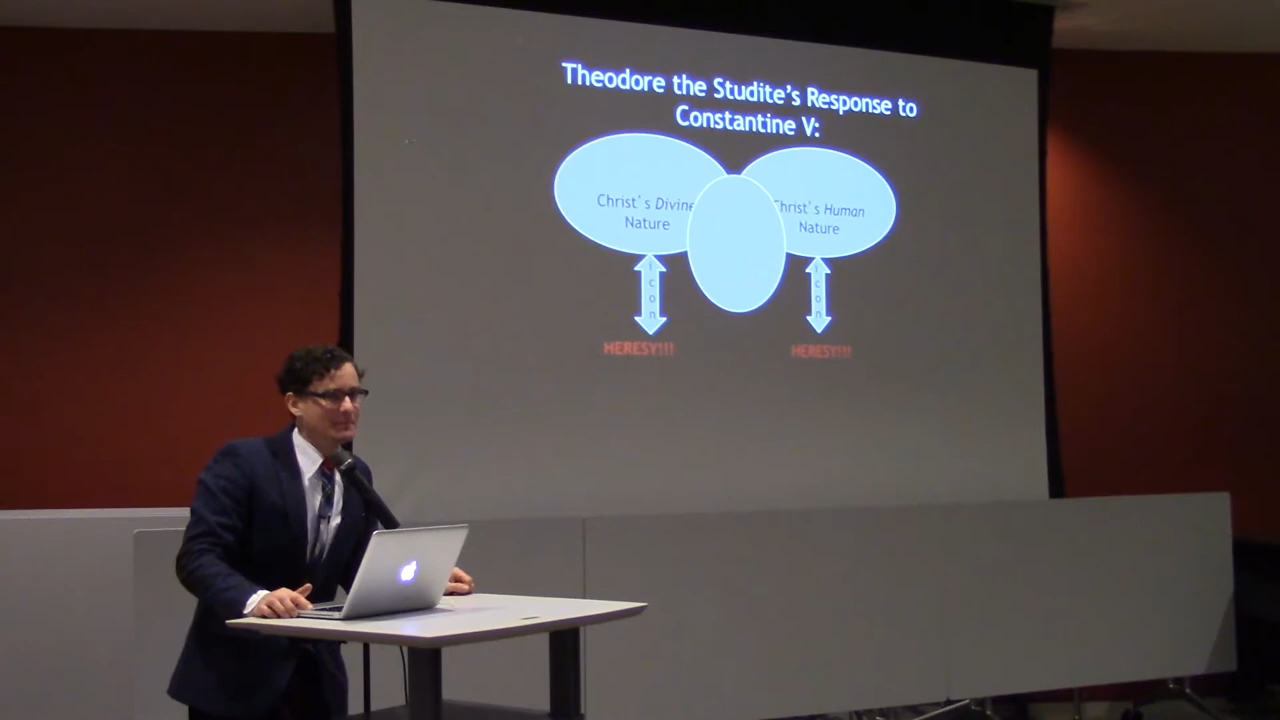 Theodore the Studite's Response to
Constantine V:
Christ's Divine
Nature
Christ's Human
Nature
Icon
Icon
HERESY!!!
HERESY!!!